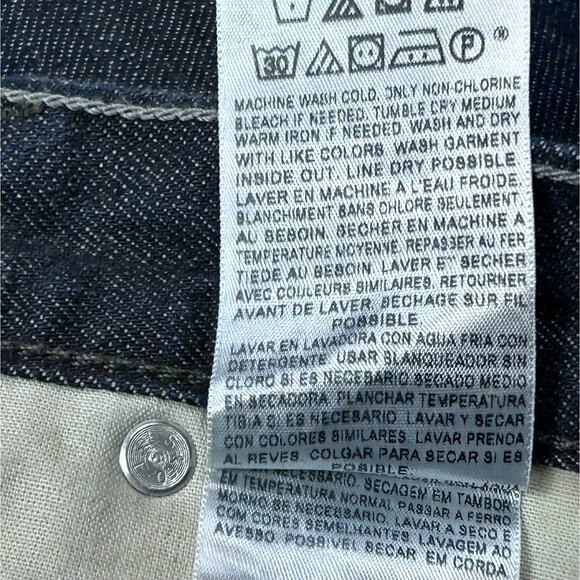 30 P ®
MACHINE WASH COLD, ONLY NON-CHLORINE
BLEACH IF NEEDED, TUMBLE DRY MEDIUM
WARM IRON IF NEEDED. WASH AND DRY
WITH LIKE COLORS. WASH GARMENT
INSIDE OUT. LINE DRY POSSIBLE.
LAVER EN MACHINE A L'EAU FROIDE,
BLANCHIMENT SANS CHLORE SEULEMENT,
AU BESOIN. SECHER EN MACHINE A
TEMPERATURE MOYENNE. REPASSER AU FER
TIEDE AU BESOIN. LAVER ET SECHER
AVEC COULEURS SIMILAIRES. RETOURNER
AVANT DE LAVER. SECHAGE SUR FIL
POSSIBLE.
LAVAR EN LAVADORA CON AGUA FRIA CON
DETERGENTE. USAR BLANQUEADOR SIN
CLORO SI ES NECESARIO. SECADO MEDIO
EN SECADORA. PLANCHAR TEMPERATURA
TIBIA SI ES NECESARIO. LAVAR Y SECAR
CON COLORES SIMILARES. LAVAR PRENDA
AL REVES. COLGAR PARA SECAR SI ES
POSIBLE.
NECESSARIO. SECAGEM EM TAMBOR
EM TEMPERATURA NORMAL. PASSAR A FERRO
MORNO SE NECESSARIO. LAVAR A SECO E
COM CORES SEMELHANTES. LAVAGEM AO
AVESSO. POSSIVEL SECAR EM CORDA